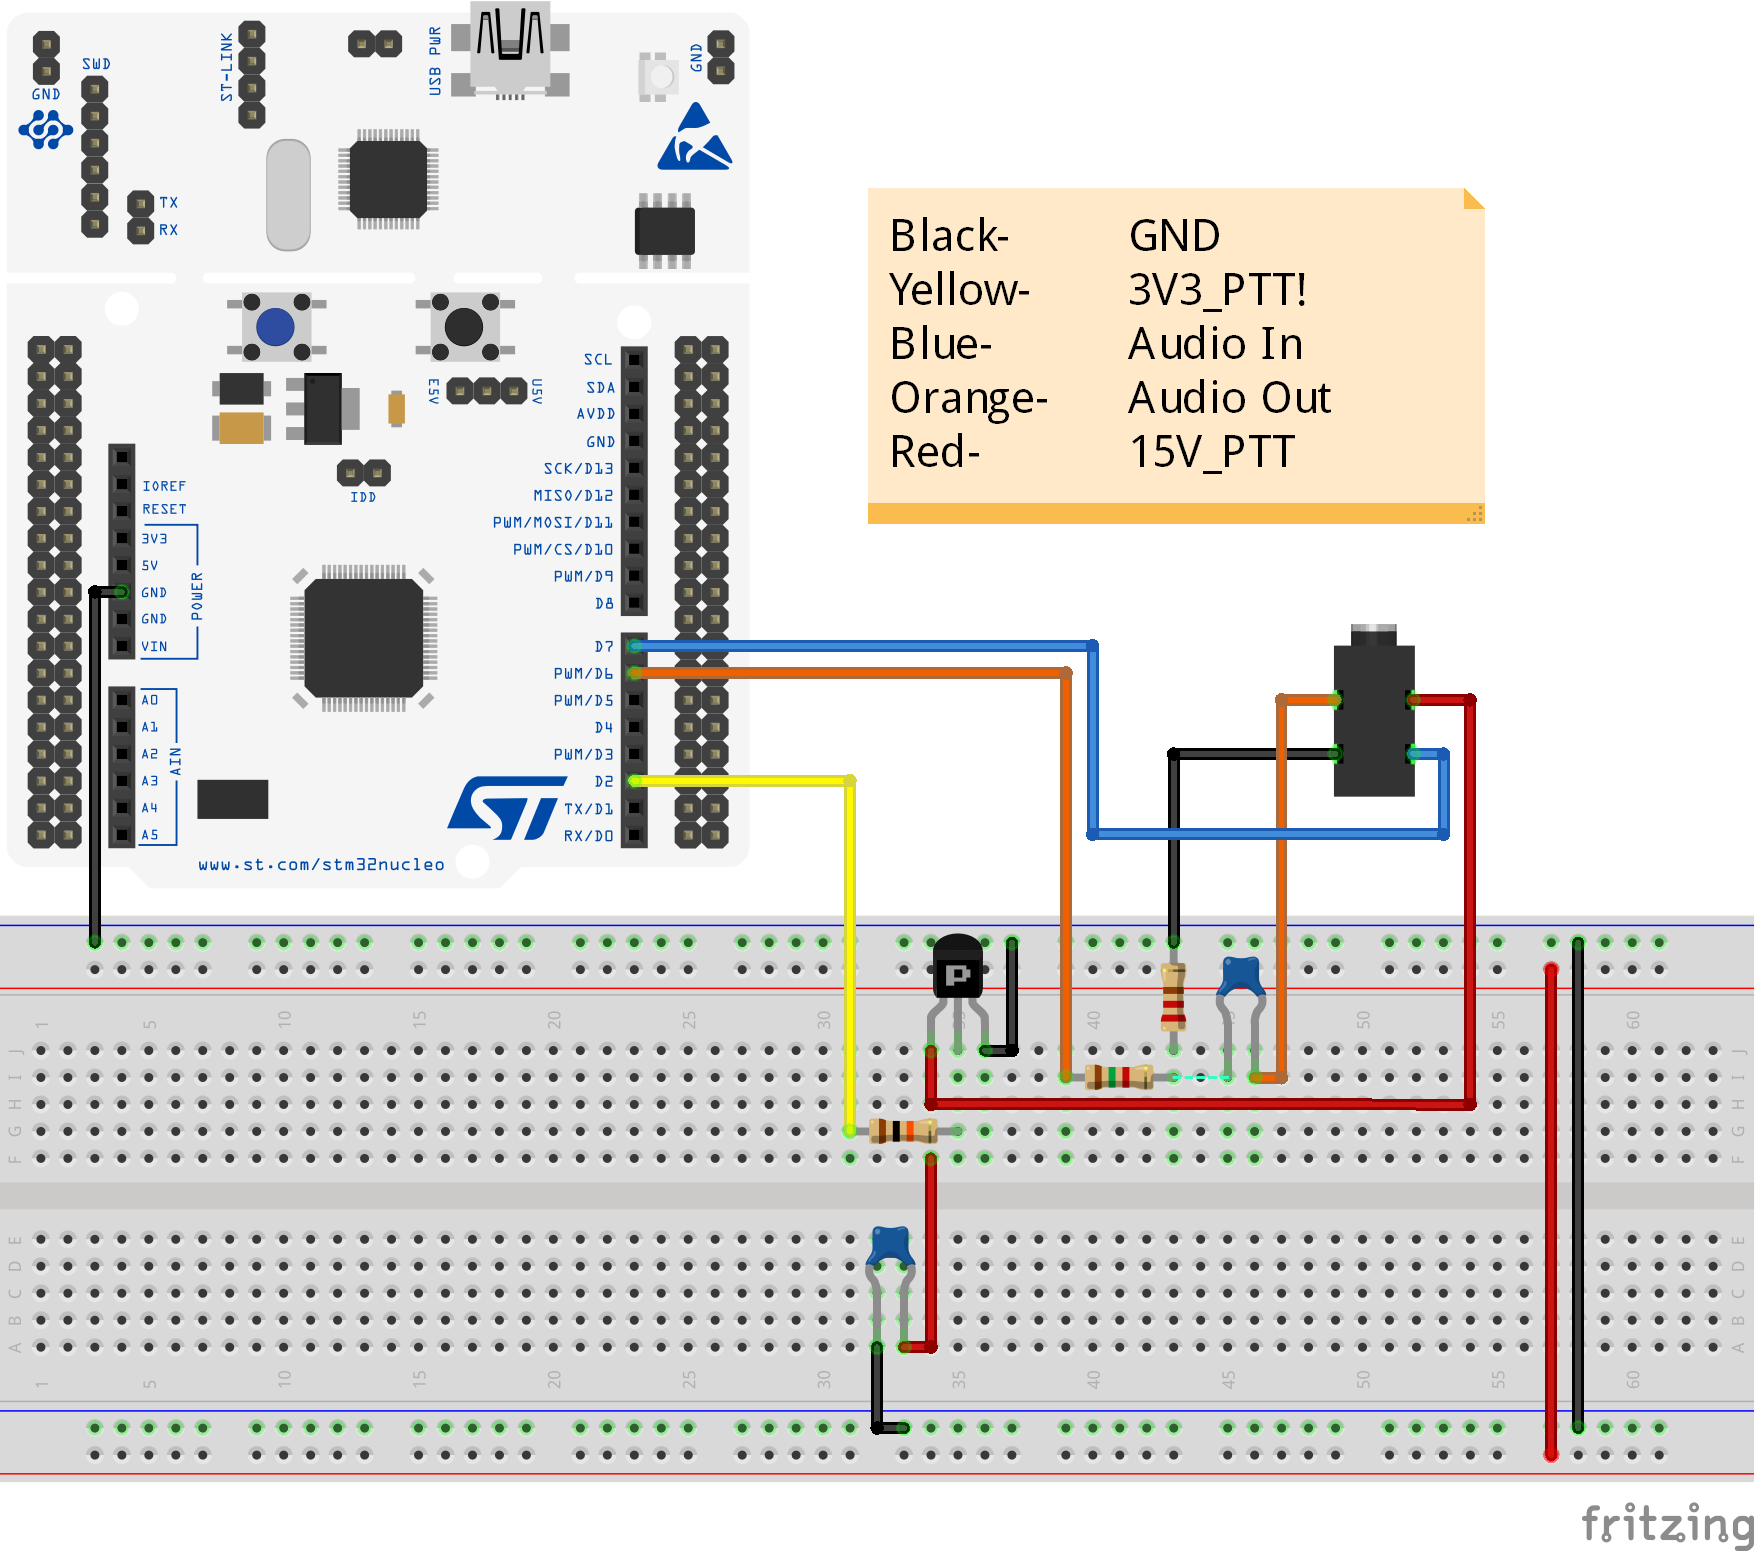 SWD
GND
ST-LINK
USB PWR
GND
TX
RX
Black- GND
Yellow- 3V3_PTT!
Blue- Audio In
Orange- Audio Out
Red- 15V_PTT
E5V
U5V
IDD
IOREF
RESET
3V3
5V
GND
GND
VIN
POWER
A0
A1
A2
A3
A4
A5
AIN
SCL
SDA
AVDD
GND
SCK/D13
MISO/D12
PWM/MOSI/D11
PWM/CS/D10
PWM/D9
D8
D7
PWM/D6
PWM/D5
D4
PWM/D3
D2
TX/D1
RX/D0
ST
www.st.com/stm32nucleo
P
1 5 10 15 20 25 30 35 40 45 50 55 60
J J
I I
H H
G G
F F
E E
D D
C C
B B
A A
1 5 10 15 20 25 30 35 40 45 50 55 60
fritzing